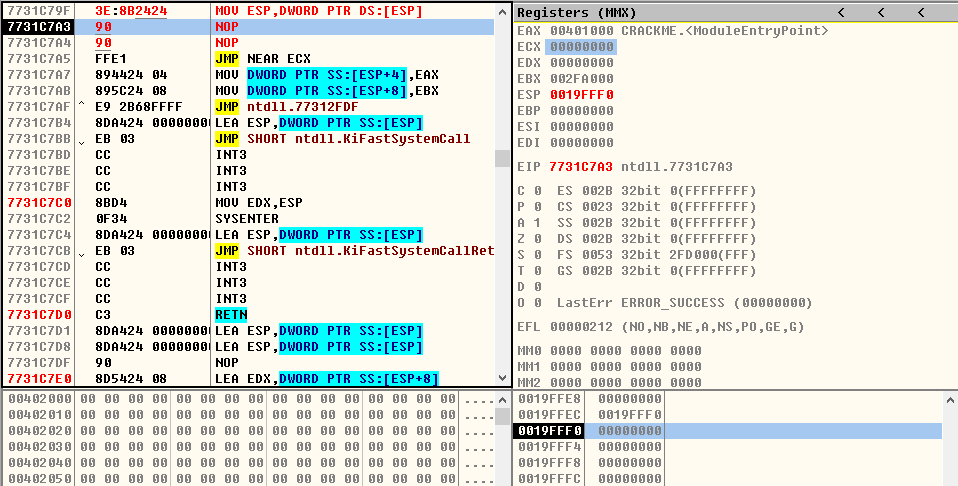 7731C79F 3E:8B2424 MOV ESP,DWORD PTR DS:[ESP]
7731C7A3 90 NOP
7731C7A4 90 NOP
7731C7A5 FFE1 JMP NEAR ECX
7731C7A7 894424 04 MOV DWORD PTR SS:[ESP+4],EAX
7731C7AB 895C24 08 MOV DWORD PTR SS:[ESP+8],EBX
7731C7AF ^ E9 2B68FFFF JMP ntdll.77312FDF
7731C7B4 8DA424 00000000 LEA ESP,DWORD PTR SS:[ESP]
7731C7BB EB 03 JMP SHORT ntdll.KiFastSystemCall
7731C7BD CC INT3
7731C7BE CC INT3
7731C7BF CC INT3
7731C7C0 8BD4 MOV EDX,ESP
7731C7C2 0F34 SYSENTER
7731C7C4 8DA424 00000000 LEA ESP,DWORD PTR SS:[ESP]
7731C7CB EB 03 JMP SHORT ntdll.KiFastSystemCallRet
7731C7CD CC INT3
7731C7CE CC INT3
7731C7CF CC INT3
7731C7D0 C3 RETN
7731C7D1 8DA424 00000000 LEA ESP,DWORD PTR SS:[ESP]
7731C7D8 8DA424 00000000 LEA ESP,DWORD PTR SS:[ESP]
7731C7DF 90 NOP
7731C7E0 8D5424 08 LEA EDX,DWORD PTR SS:[ESP+8]
Registers (MMX) < < <
EAX 00401000 CRACKME.<ModuleEntryPoint>
ECX 00000000
EDX 00000000
EBX 002FA000
ESP 0019FFF0
EBP 00000000
ESI 00000000
EDI 00000000
EIP 7731C7A3 ntdll.7731C7A3
C 0 ES 002B 32bit 0(FFFFFFFF)
P 0 CS 0023 32bit 0(FFFFFFFF)
A 1 SS 002B 32bit 0(FFFFFFFF)
Z 0 DS 002B 32bit 0(FFFFFFFF)
S 0 FS 0053 32bit 2FD000(FFF)
T 0 GS 002B 32bit 0(FFFFFFFF)
D 0
O 0 LastErr ERROR_SUCCESS (00000000)
EFL 00000212 (NO,NB,NE,A,NS,PO,GE,G)
MM0 0000 0000 0000 0000
MM1 0000 0000 0000 0000
MM2 0000 0000 0000 0000
00402000 00 00 00 00 00 00 00 00 00 00 00 00 00 00 00 00 ....
00402010 00 00 00 00 00 00 00 00 00 00 00 00 00 00 00 00 ....
00402020 00 00 00 00 00 00 00 00 00 00 00 00 00 00 00 00 ....
00402030 00 00 00 00 00 00 00 00 00 00 00 00 00 00 00 00 ....
00402040 00 00 00 00 00 00 00 00 00 00 00 00 00 00 00 00 ....
00402050 00 00 00 00 00 00 00 00 00 00 00 00 00 00 00 00 ....
0019FFE8 00000000
0019FFEC 0019FFF0
0019FFF0 00000000
0019FFF4 00000000
0019FFF8 00000000
0019FFFC 00000000